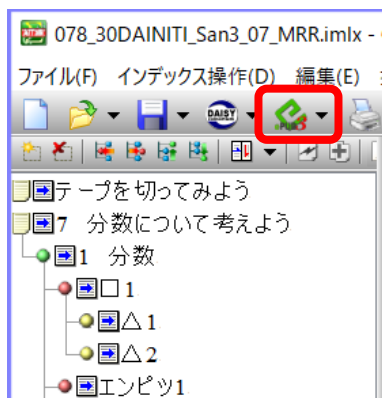 078_30DAINITI_San3_07_MRR.imlx -
ファイル(F) インデックス操作(D) 編集(E)
DAISY
テープを切ってみよう
7 分数について考えよう
1 分数
□1
△1
△2
エンピツ1